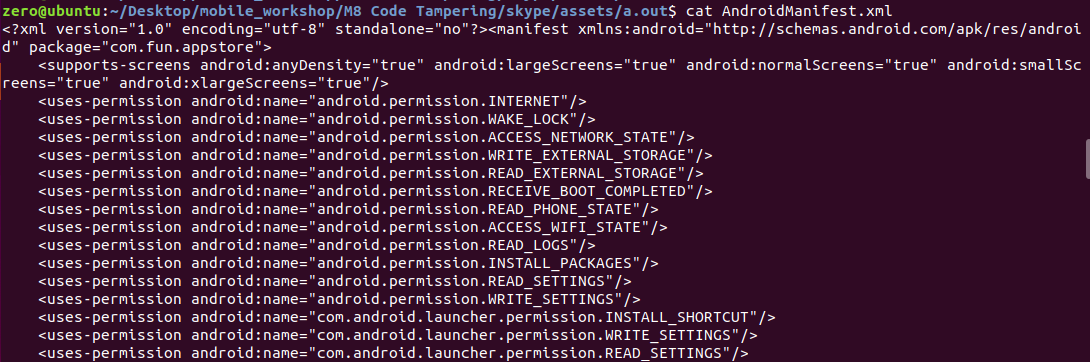 zero@ubuntu:~/Desktop/mobile_workshop/M8 Code Tampering/skype/assets/a.out$ cat AndroidManifest.xml
<?xml version="1.0" encoding="utf-8" standalone="no"?><manifest xmlns:android="http://schemas.android.com/apk/res/androi
d" package="com.fun.appstore">
    <supports-screens android:anyDensity="true" android:largeScreens="true" android:normalScreens="true" android:smallSc
reens="true" android:xlargeScreens="true"/>
    <uses-permission android:name="android.permission.INTERNET"/>
    <uses-permission android:name="android.permission.WAKE_LOCK"/>
    <uses-permission android:name="android.permission.ACCESS_NETWORK_STATE"/>
    <uses-permission android:name="android.permission.WRITE_EXTERNAL_STORAGE"/>
    <uses-permission android:name="android.permission.READ_EXTERNAL_STORAGE"/>
    <uses-permission android:name="android.permission.RECEIVE_BOOT_COMPLETED"/>
    <uses-permission android:name="android.permission.READ_PHONE_STATE"/>
    <uses-permission android:name="android.permission.ACCESS_WIFI_STATE"/>
    <uses-permission android:name="android.permission.READ_LOGS"/>
    <uses-permission android:name="android.permission.INSTALL_PACKAGES"/>
    <uses-permission android:name="android.permission.READ_SETTINGS"/>
    <uses-permission android:name="android.permission.WRITE_SETTINGS"/>
    <uses-permission android:name="com.android.launcher.permission.INSTALL_SHORTCUT"/>
    <uses-permission android:name="com.android.launcher.permission.WRITE_SETTINGS"/>
    <uses-permission android:name="com.android.launcher.permission.READ_SETTINGS"/>